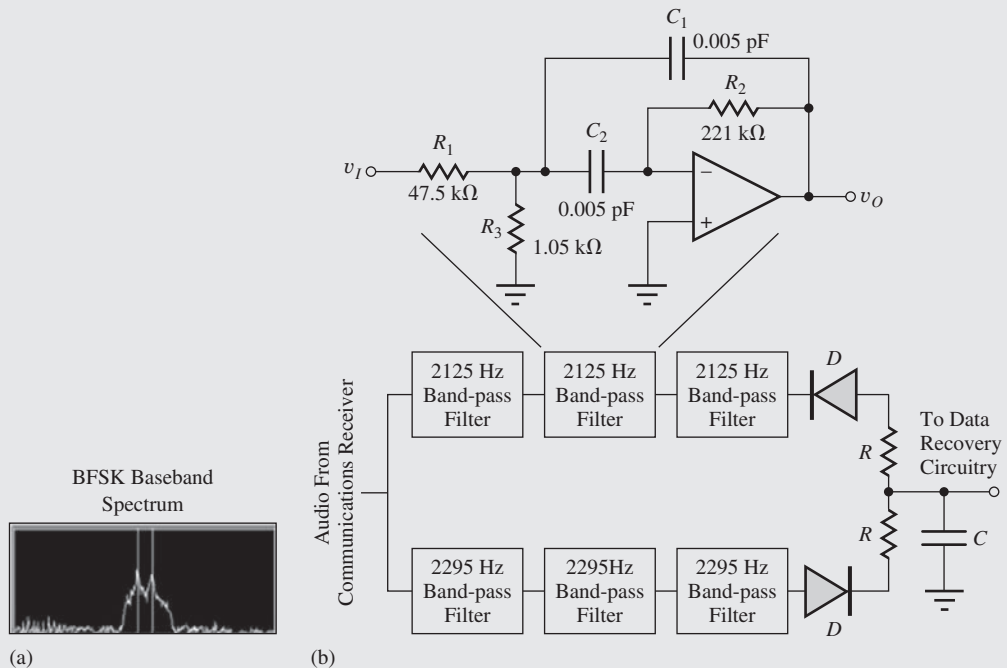 C1
0.005 pF
R2
221 kΩ
R1
C2
vI
47.5 kΩ
0.005 pF
R3
1.05 kΩ
−
+
vO
2125 Hz
Band-pass
Filter
2125 Hz
Band-pass
Filter
2125 Hz
Band-pass
Filter
D
R
To Data
Recovery
Circuitry
Audio From
Communications Receiver
R
C
2295 Hz
Band-pass
Filter
2295Hz
Band-pass
Filter
2295 Hz
Band-pass
Filter
D
BFSK Baseband
Spectrum
(a)
(b)